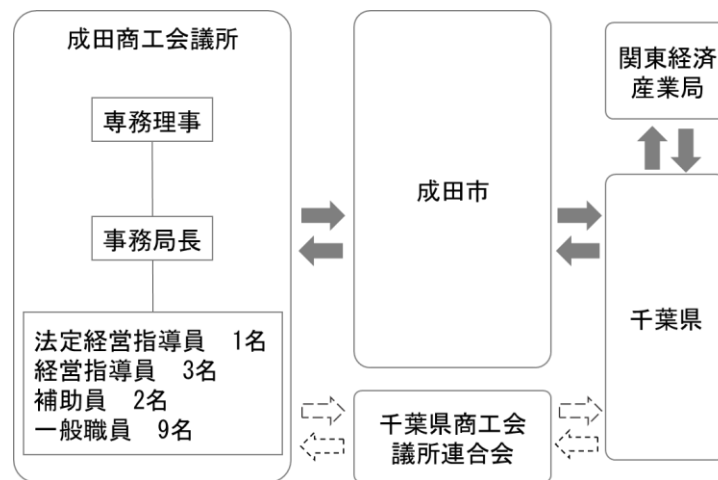 成田商工会議所
専務理事
事務局長
法定経営指導員　1名
経営指導員　3名
補助員　2名
一般職員　9名
成田市
千葉県商工会
議所連合会
関東経済
産業局
千葉県